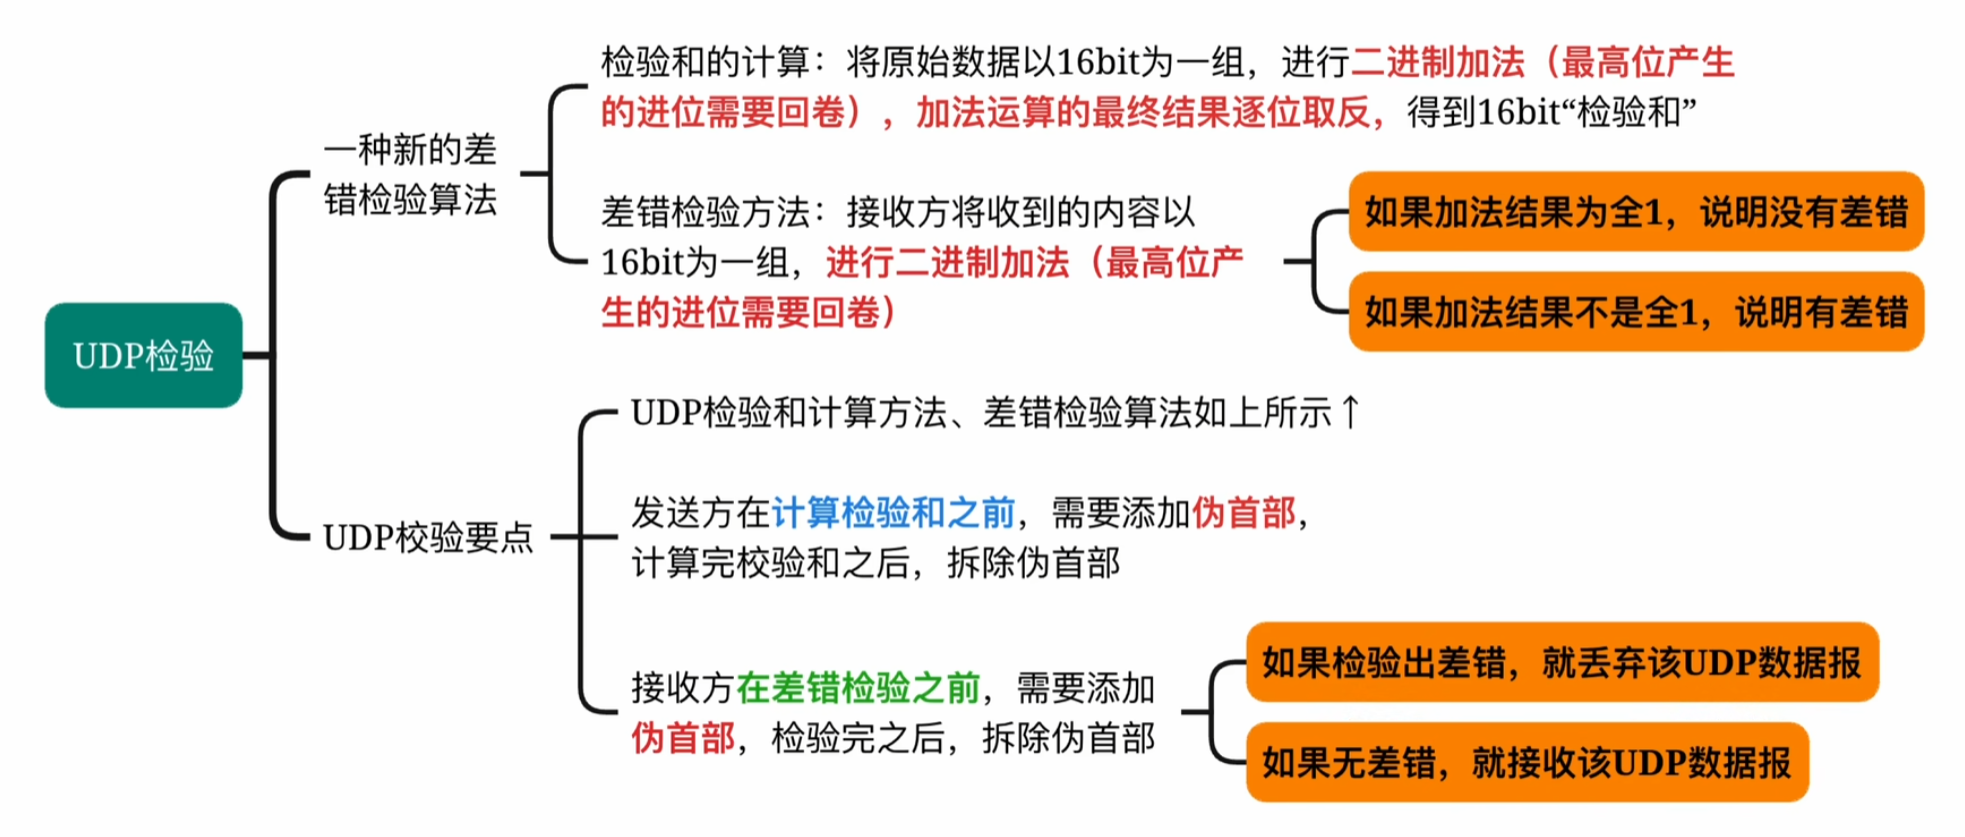 检验和的计算：将原始数据以16bit为一组，进行二进制加法（最高位产生
的进位需要回卷），加法运算的最终结果逐位取反，得到16bit“检验和”
一种新的差
错检验算法
差错检验方法：接收方将收到的内容以
16bit为一组，进行二进制加法（最高位产
生的进位需要回卷）
如果加法结果为全1，说明没有差错
如果加法结果不是全1，说明有差错
UDP检验
UDP检验和计算方法、差错检验算法如上所示↑
UDP校验要点
发送方在计算检验和之前，需要添加伪首部，
计算完校验和之后，拆除伪首部
接收方在差错检验之前，需要添加
伪首部，检验完之后，拆除伪首部
如果检验出差错，就丢弃该UDP数据报
如果无差错，就接收该UDP数据报